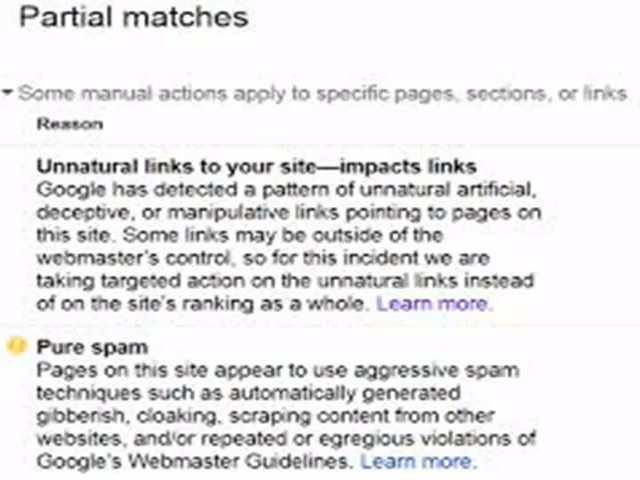 Partial matches
Some manual actions apply to specific pages, sections, or links
Reason
Unnatural links to your site—impacts links
Google has detected a pattern of unnatural artificial,
deceptive, or manipulative links pointing to pages on
this site. Some links may be outside of the
webmaster's control, so for this incident we are
taking targeted action on the unnatural links instead
of on the site's ranking as a whole. Learn more.
Pure spam
Pages on this site appear to use aggressive spam
techniques such as automatically generated
gibberish, cloaking, scraping content from other
websites, and/or repeated or egregious violations of
Google's Webmaster Guidelines. Learn more.